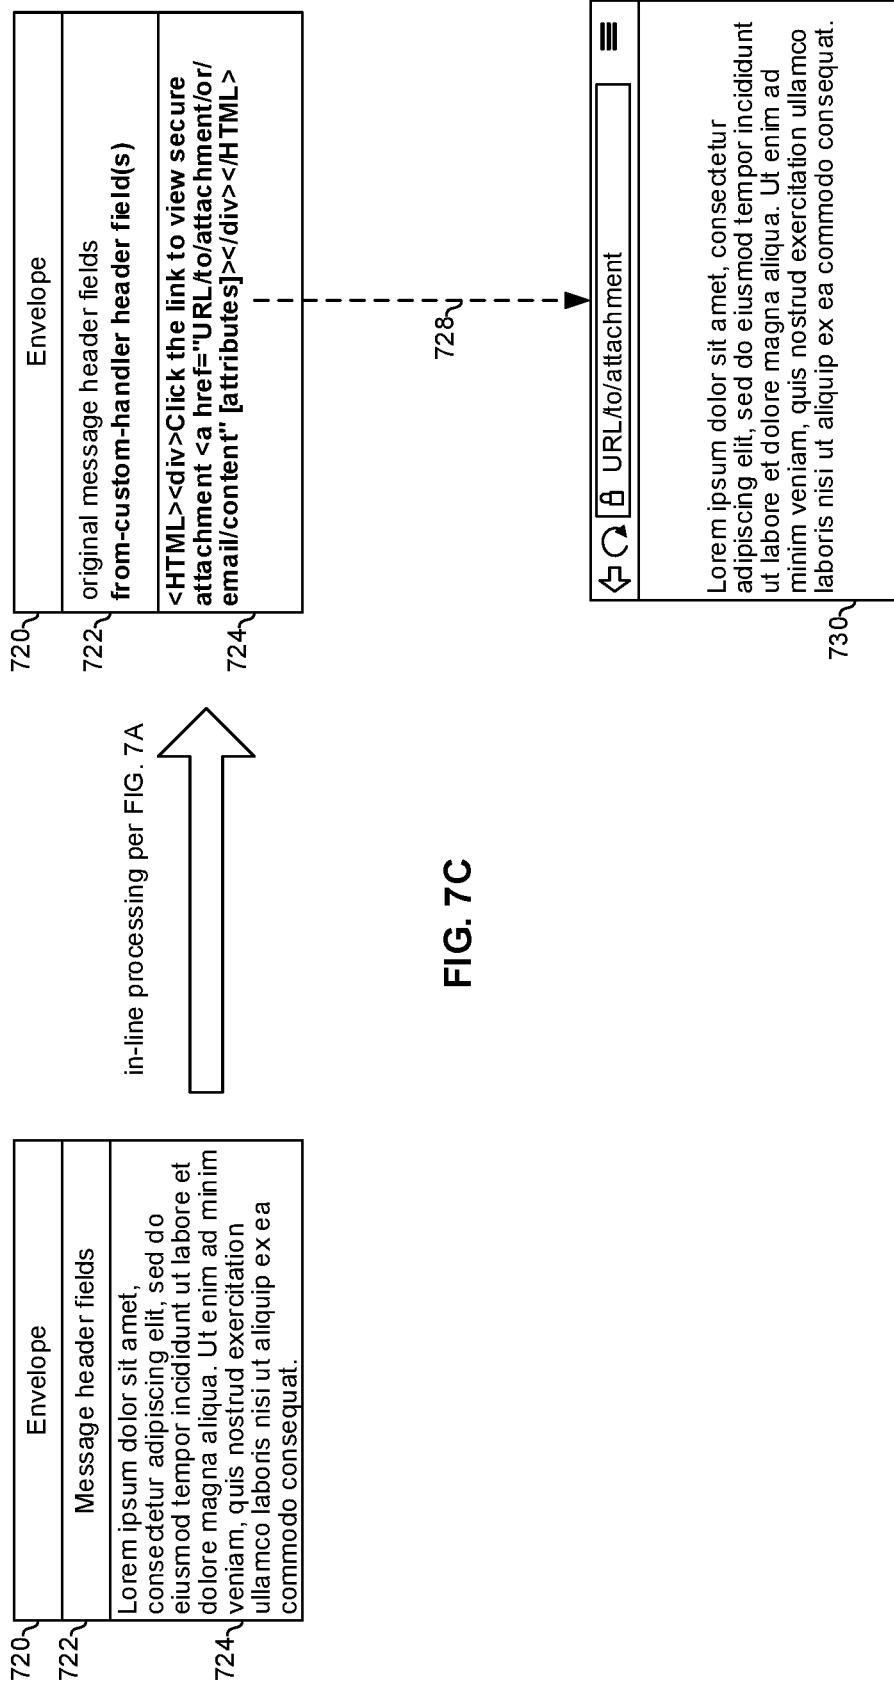 720
Envelope
722
Message header fields
724
Lorem ipsum dolor sit amet,
consectetur adipiscing elit, sed do
eiusmod tempor incididunt ut labore et
dolore magna aliqua. Ut enim ad minim
veniam, quis nostrud exercitation
ullamco laboris nisi ut aliquip ex ea
commodo consequat.
in-line processing per FIG. 7A
720
Envelope
722
original message header fields
from-custom-handler header field(s)
724
<HTML><div>Click the link to view secure
attachment <a href="URL/to/attachment/or/
email/content" [attributes]></div></HTML>
728
URL/to/attachment
Lorem ipsum dolor sit amet, consectetur
adipiscing elit, sed do eiusmod tempor incididunt
ut labore et dolore magna aliqua. Ut enim ad
minim veniam, quis nostrud exercitation ullamco
laboris nisi ut aliquip ex ea commodo consequat.
730
FIG. 7C